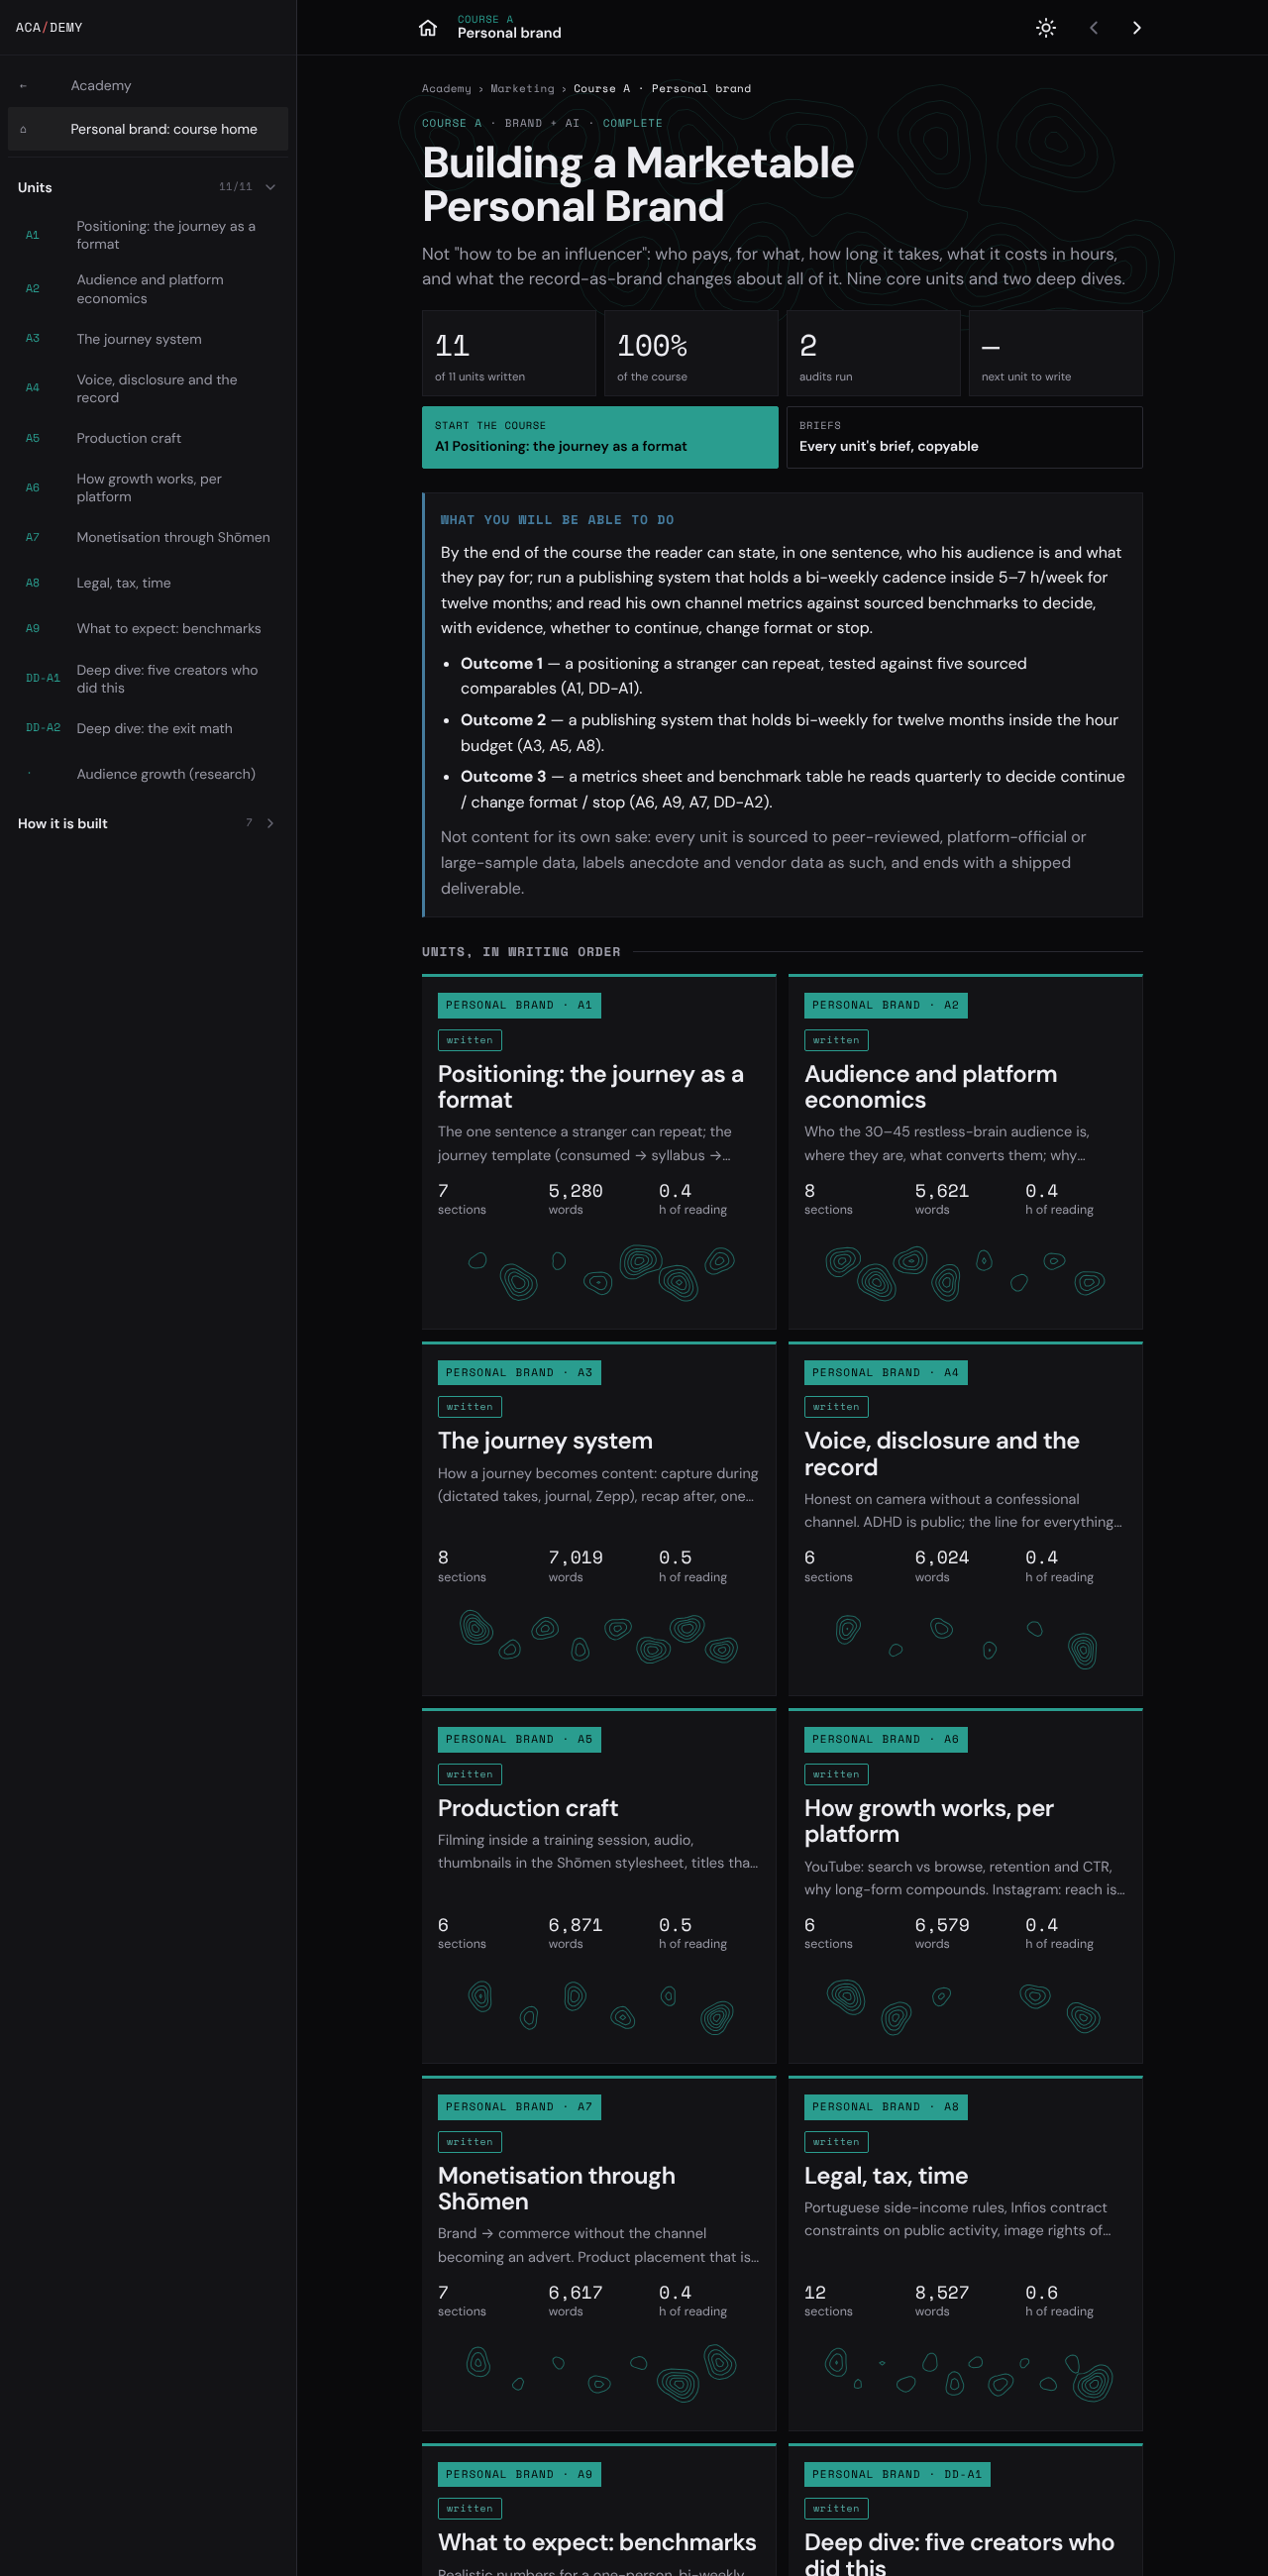 ACA/DEMY
← Academy
⌂ Personal brand: course home
Units 11/11
A1 Positioning: the journey as a
format
A2 Audience and platform
economics
A3 The journey system
A4 Voice, disclosure and the
record
A5 Production craft
A6 How growth works, per
platform
A7 Monetisation through Shōmen
A8 Legal, tax, time
A9 What to expect: benchmarks
DD-A1 Deep dive: five creators who
did this
DD-A2 Deep dive: the exit math
· Audience growth (research)
How it is built 7
COURSE A
Personal brand
Academy › Marketing › Course A · Personal brand
COURSE A · BRAND + AI · COMPLETE
Building a Marketable
Personal Brand
Not "how to be an influencer": who pays, for what, how long it takes, what it costs in hours,
and what the record-as-brand changes about all of it. Nine core units and two deep dives.
11
of 11 units written
100%
of the course
2
audits run
—
next unit to write
START THE COURSE
A1 Positioning: the journey as a format
BRIEFS
Every unit's brief, copyable
WHAT YOU WILL BE ABLE TO DO
By the end of the course the reader can state, in one sentence, who his audience is and what
they pay for; run a publishing system that holds a bi-weekly cadence inside 5–7 h/week for
twelve months; and read his own channel metrics against sourced benchmarks to decide,
with evidence, whether to continue, change format or stop.
• Outcome 1 — a positioning a stranger can repeat, tested against five sourced
comparables (A1, DD-A1).
• Outcome 2 — a publishing system that holds bi-weekly for twelve months inside the hour
budget (A3, A5, A8).
• Outcome 3 — a metrics sheet and benchmark table he reads quarterly to decide continue
/ change format / stop (A6, A9, A7, DD-A2).
Not content for its own sake: every unit is sourced to peer-reviewed, platform-official or
large-sample data, labels anecdote and vendor data as such, and ends with a shipped
deliverable.
UNITS, IN WRITING ORDER
PERSONAL BRAND · A1
written
Positioning: the journey as a
format
The one sentence a stranger can repeat; the
journey template (consumed → syllabus →…
7 5,280 0.4
sections words h of reading
PERSONAL BRAND · A2
written
Audience and platform
economics
Who the 30–45 restless-brain audience is,
where they are, what converts them; why…
8 5,621 0.4
sections words h of reading
PERSONAL BRAND · A3
written
The journey system
How a journey becomes content: capture during
(dictated takes, journal, Zepp), recap after, one…
8 7,019 0.5
sections words h of reading
PERSONAL BRAND · A4
written
Voice, disclosure and the
record
Honest on camera without a confessional
channel. ADHD is public; the line for everything…
6 6,024 0.4
sections words h of reading
PERSONAL BRAND · A5
written
Production craft
Filming inside a training session, audio,
thumbnails in the Shōmen stylesheet, titles tha…
6 6,871 0.5
sections words h of reading
PERSONAL BRAND · A6
written
How growth works, per
platform
YouTube: search vs browse, retention and CTR,
why long-form compounds. Instagram: reach is…
6 6,579 0.4
sections words h of reading
PERSONAL BRAND · A7
written
Monetisation through
Shōmen
Brand → commerce without the channel
becoming an advert. Product placement that is…
7 6,617 0.4
sections words h of reading
PERSONAL BRAND · A8
written
Legal, tax, time
Portuguese side-income rules, Infios contract
constraints on public activity, image rights of…
12 8,527 0.6
sections words h of reading
PERSONAL BRAND · A9
written
What to expect: benchmarks
Realistic numbers for a one-person, bi-weekly
PERSONAL BRAND · DD-A1
written
Deep dive: five creators who
did this